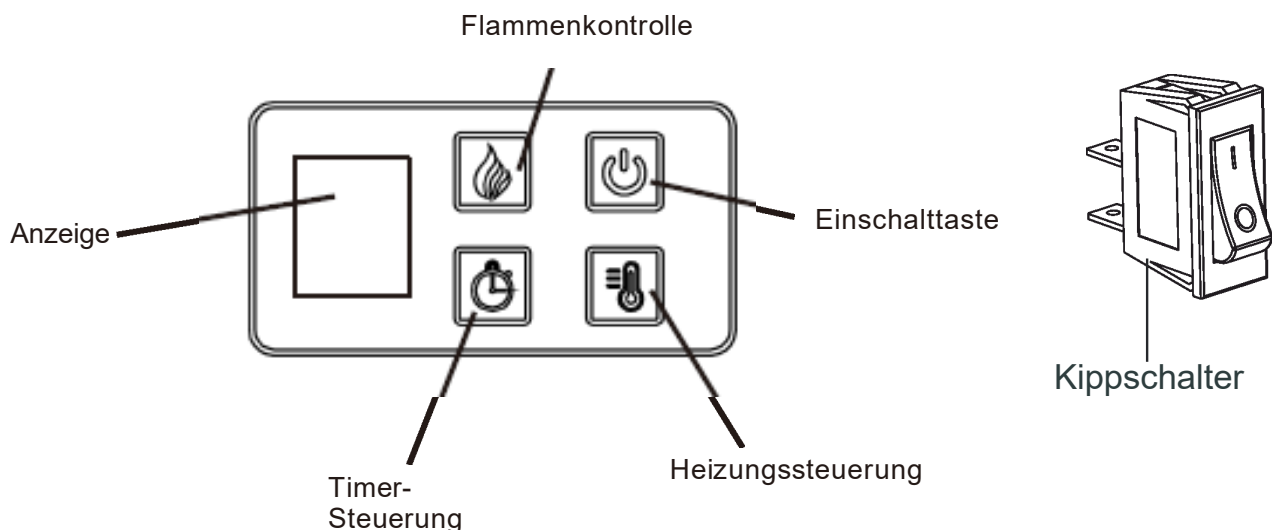 Flammenkontrolle
Anzeige
Einschalttaste
Kippschalter
Heizungssteuerung
Timer-
Steuerung